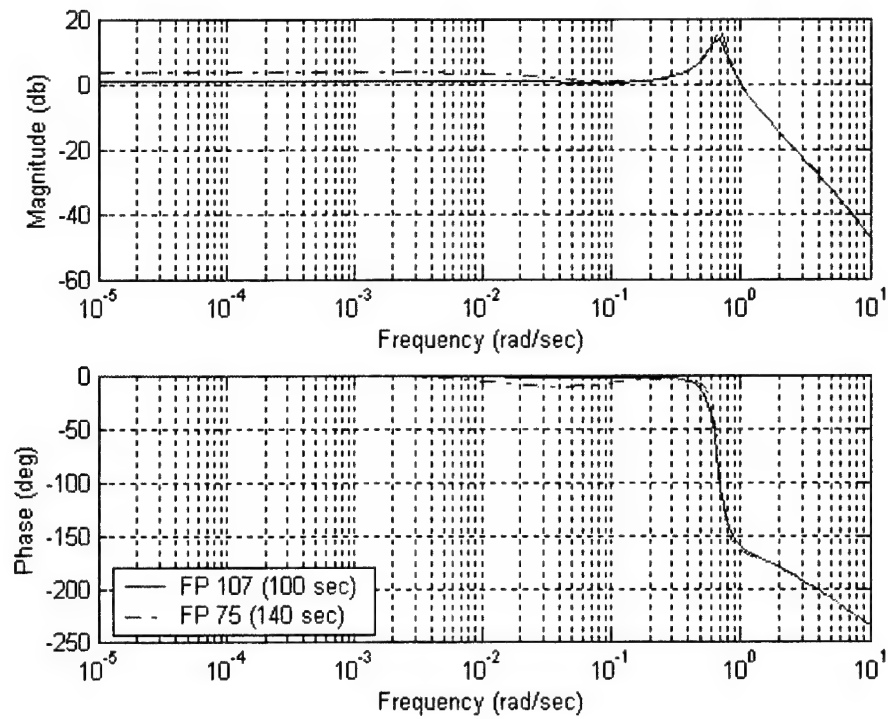 20
0
-20
-40
-60
Magnitude (db)
10^-5 10^-4 10^-3 10^-2 10^-1 10^0 10^1
Frequency (rad/sec)
0
-50
-100
-150
-200
-250
Phase (deg)
FP 107 (100 sec)
FP 75 (140 sec)
10^-5 10^-4 10^-3 10^-2 10^-1 10^0 10^1
Frequency (rad/sec)